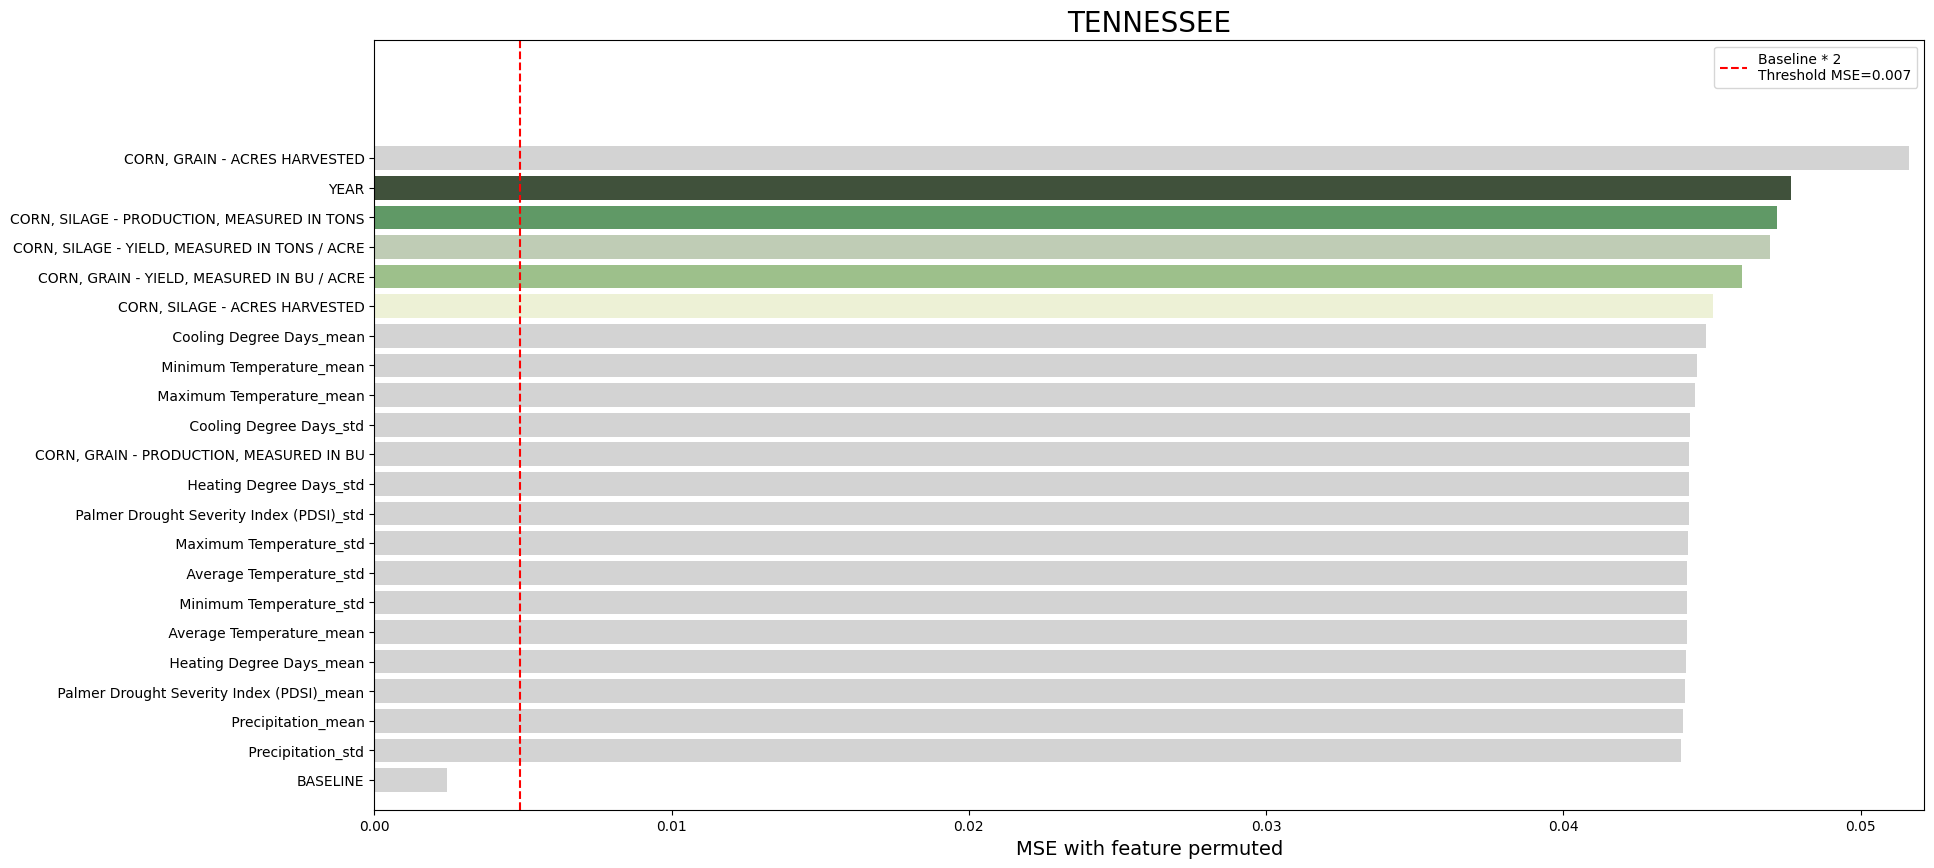 TENNESSEE
Baseline * 2
Threshold MSE=0.007
CORN, GRAIN - ACRES HARVESTED
YEAR
CORN, SILAGE - PRODUCTION, MEASURED IN TONS
CORN, SILAGE - YIELD, MEASURED IN TONS / ACRE
CORN, GRAIN - YIELD, MEASURED IN BU / ACRE
CORN, SILAGE - ACRES HARVESTED
Cooling Degree Days_mean
Minimum Temperature_mean
Maximum Temperature_mean
Cooling Degree Days_std
CORN, GRAIN - PRODUCTION, MEASURED IN BU
Heating Degree Days_std
Palmer Drought Severity Index (PDSI)_std
Maximum Temperature_std
Average Temperature_std
Minimum Temperature_std
Average Temperature_mean
Heating Degree Days_mean
Palmer Drought Severity Index (PDSI)_mean
Precipitation_mean
Precipitation_std
BASELINE
0.00 0.01 0.02 0.03 0.04 0.05
MSE with feature permuted